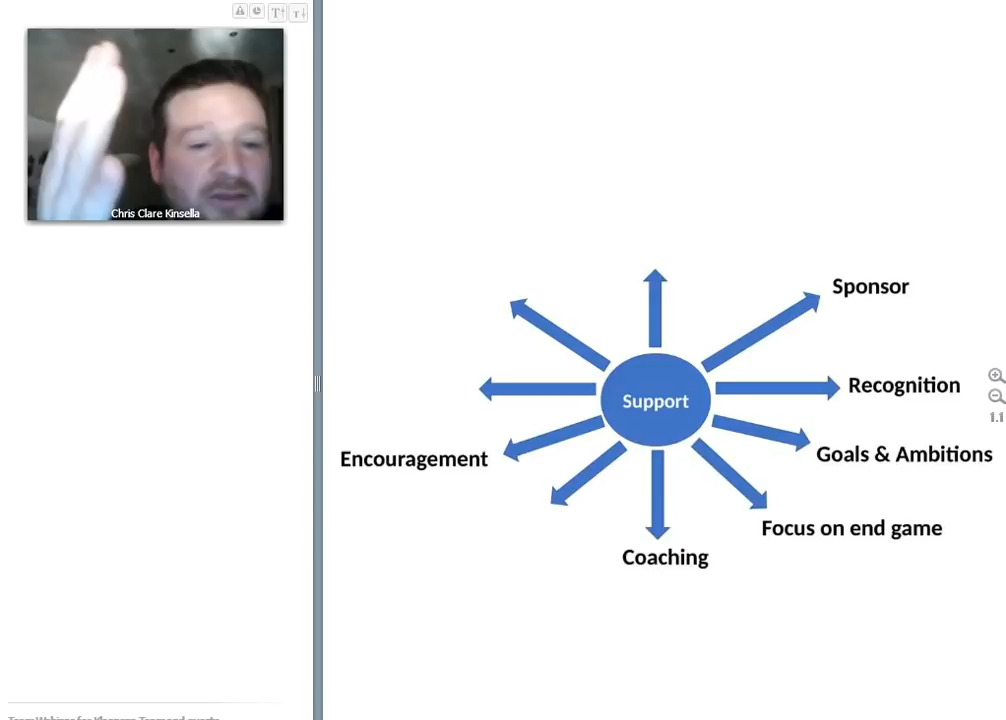 Chris Clare Kinsella
Sponsor
Recognition
Support
Goals & Ambitions
Encouragement
Focus on end game
Coaching
1.1